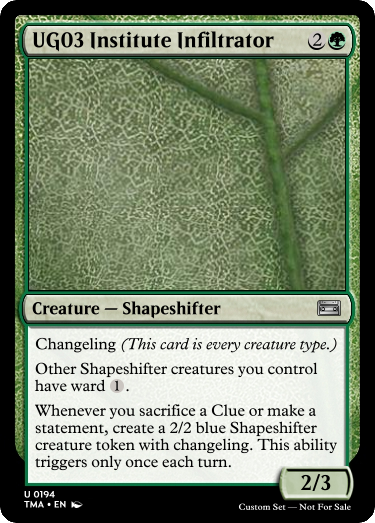 UG03 Institute Infiltrator 2
Creature — Shapeshifter
Changeling (This card is every creature type.)
Other Shapeshifter creatures you control
have ward 1.
Whenever you sacrifice a Clue or make a
statement, create a 2/2 blue Shapeshifter
creature token with changeling. This ability
triggers only once each turn.
2/3
U 0194
TMA • EN
Custom Set — Not For Sale